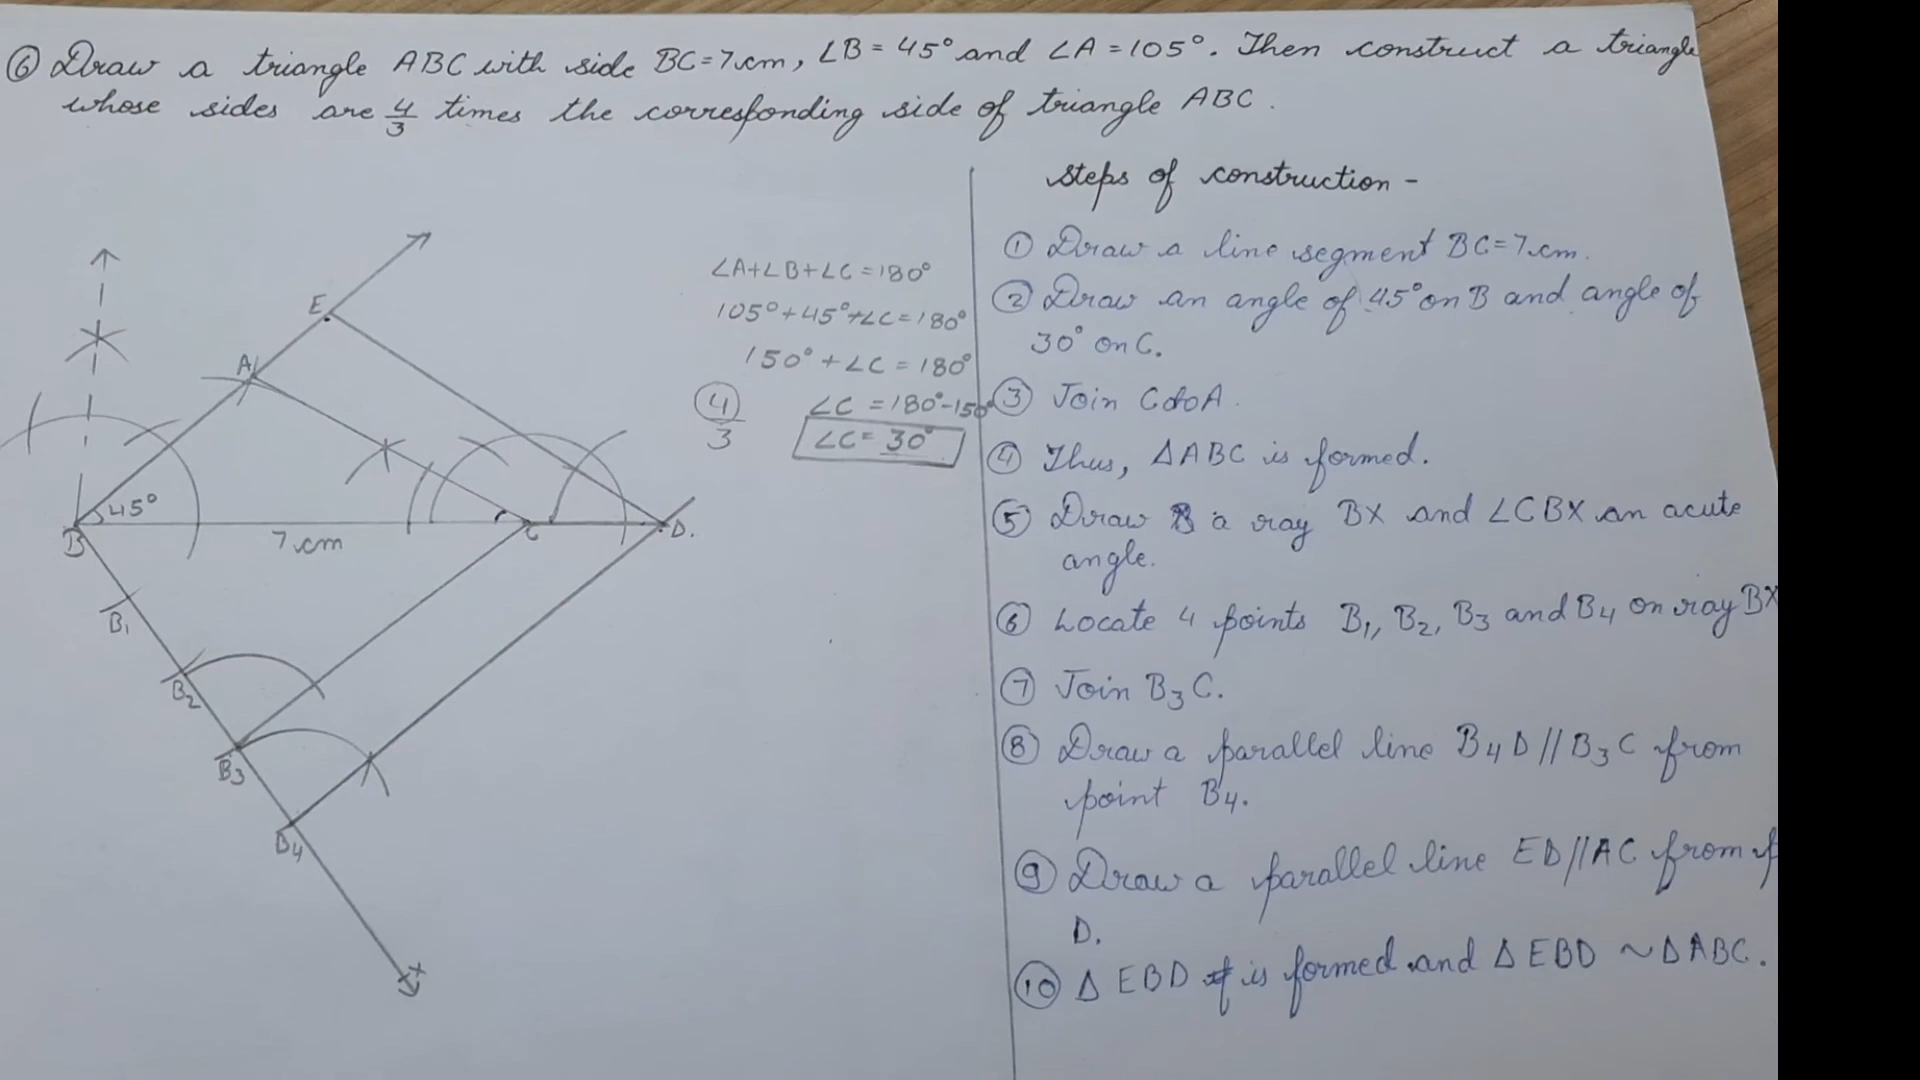 ⑥ Draw a triangle ABC with side BC=7cm, ∠B = 45° and ∠A = 105°. Then construct a triangle
whose sides are 4/3 times the corresponding side of triangle ABC.
E
A
45°
B
7 cm
C
D.
B₁
B₂
B₃
B₄
X
∠A+∠B+∠C=180°
105°+45°+∠C=180°
150°+∠C=180°
4/3
∠C =180°-150°
∠C= 30°
Steps of construction -
① Draw a line segment BC=7cm.
② Draw an angle of 45° on B and angle of
30° on C.
③ Join C to A.
④ Thus, ΔABC is formed.
⑤ Draw a ray BX and ∠CBX an acute
angle.
⑥ Locate 4 points B₁, B₂, B₃ and B₄ on ray BX
⑦ Join B₃C.
⑧ Draw a parallel line B₄D//B₃C from
point B₄.
⑨ Draw a parallel line ED//AC from p
D.
⑩ Δ EBD is formed and Δ EBD ~ΔABC.